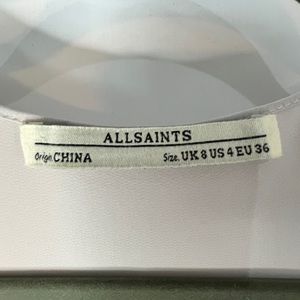 ALLSAINTS
Origin. CHINA Size. UK 8 US 4 EU 36